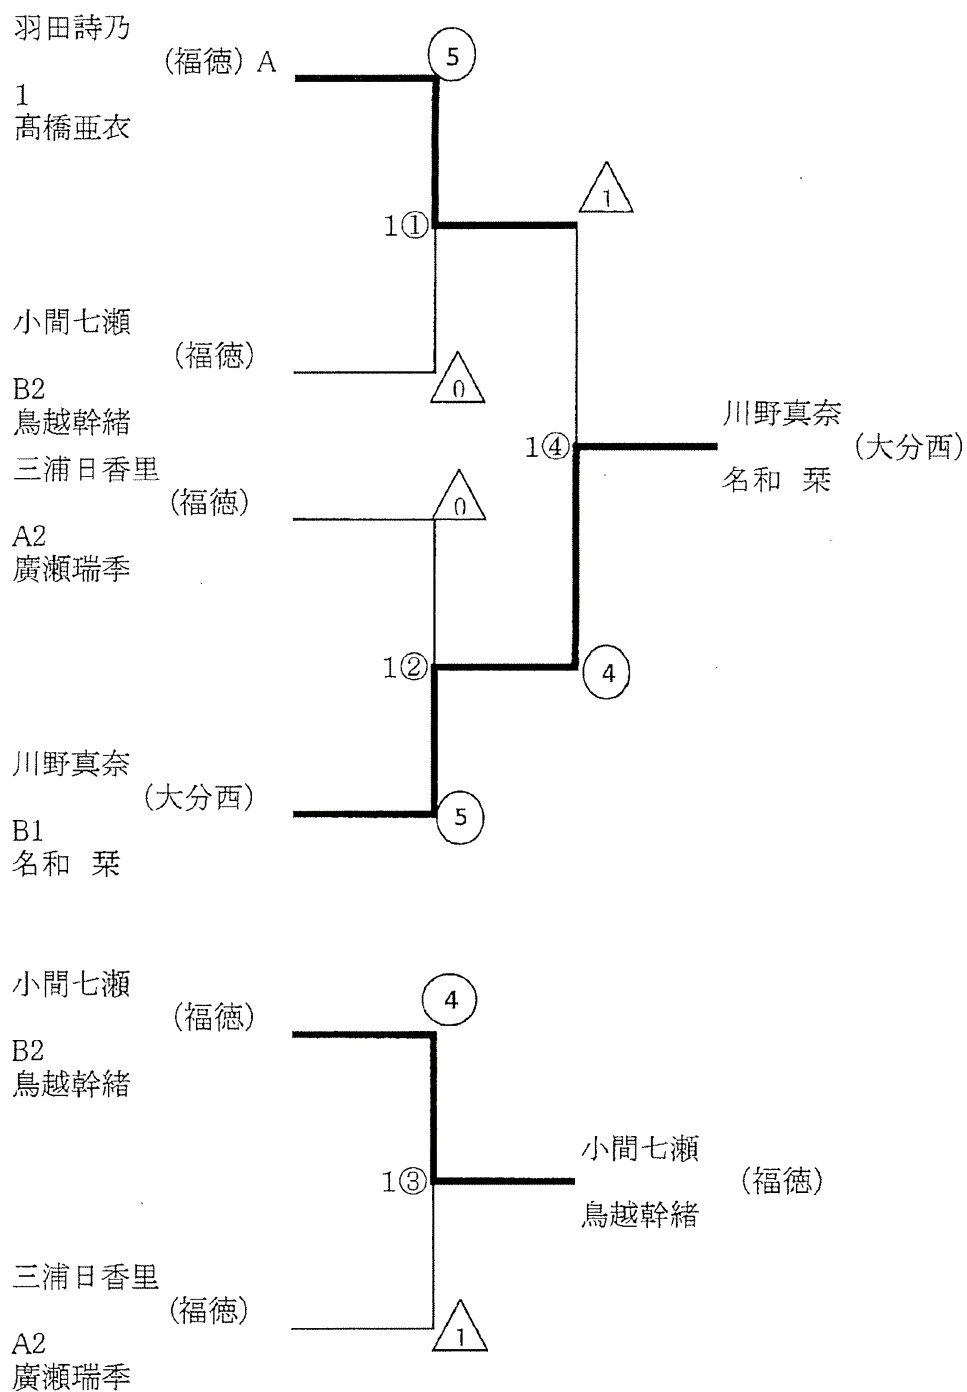 羽田詩乃
(福徳) A
⑤
1
髙橋亜衣
1
1①
小間七瀬
(福徳)
B2
0
鳥越幹緒
川野真奈
(大分西)
1④
名和 栞
三浦日香里
(福徳)
0
A2
廣瀬瑞季
1②
4
川野真奈
(大分西)
5
B1
名和 栞
小間七瀬
(福徳)
4
B2
鳥越幹緒
1③
小間七瀬
(福徳)
鳥越幹緒
三浦日香里
(福徳)
1
A2
廣瀬瑞季